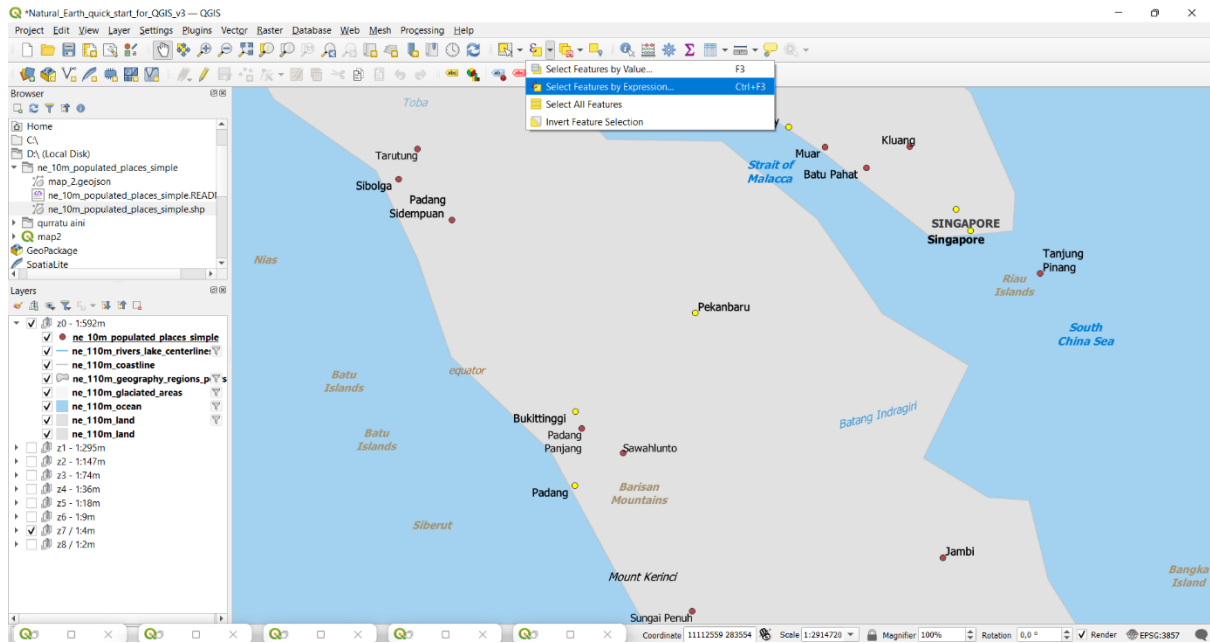 *Natural_Earth_quick_start_for_QGIS_v3 — QGIS
Project Edit View Layer Settings Plugins Vector Raster Database Web Mesh Processing Help
Select Features by Value... F3
Select Features by Expression... Ctrl+F3
Select All Features
Invert Feature Selection
Browser
Home
C:\
D:\ (Local Disk)
ne_10m_populated_places_simple
map_2.geojson
ne_10m_populated_places_simple.READI
ne_10m_populated_places_simple.shp
qurratu aini
map2
GeoPackage
SpatiaLite
Layers
z0 - 1:592m
ne_10m_populated_places_simple
ne_110m_rivers_lake_centerline:
ne_110m_coastline
ne_110m_geography_regions_p
ne_110m_glaciated_areas
ne_110m_ocean
ne_110m_land
ne_110m_land
z1 - 1:295m
z2 - 1:147m
z3 - 1:74m
z4 - 1:36m
z5 - 1:18m
z6 - 1:9m
z7 / 1:4m
z8 / 1:2m
Toba
Tarutung
Sibolga
Padang
Sidempuan
Nias
Kluang
Muar
Strait of
Malacca
Batu Pahat
SINGAPORE
Singapore
Tanjung
Pinang
Riau
Islands
South
China Sea
Pekanbaru
equator
Batu
Islands
Batang Indragiri
Bukittinggi
Padang
Panjang
Batu
Islands
Sawahlunto
Padang
Barisan
Mountains
Siberut
Jambi
Mount Kerinci
Bangka
Island
Sungai Penuh
Coordinate 11112559 283554 Scale 1:2914720 Magnifier 100% Rotation 0,0 ° Render EPSG:3857